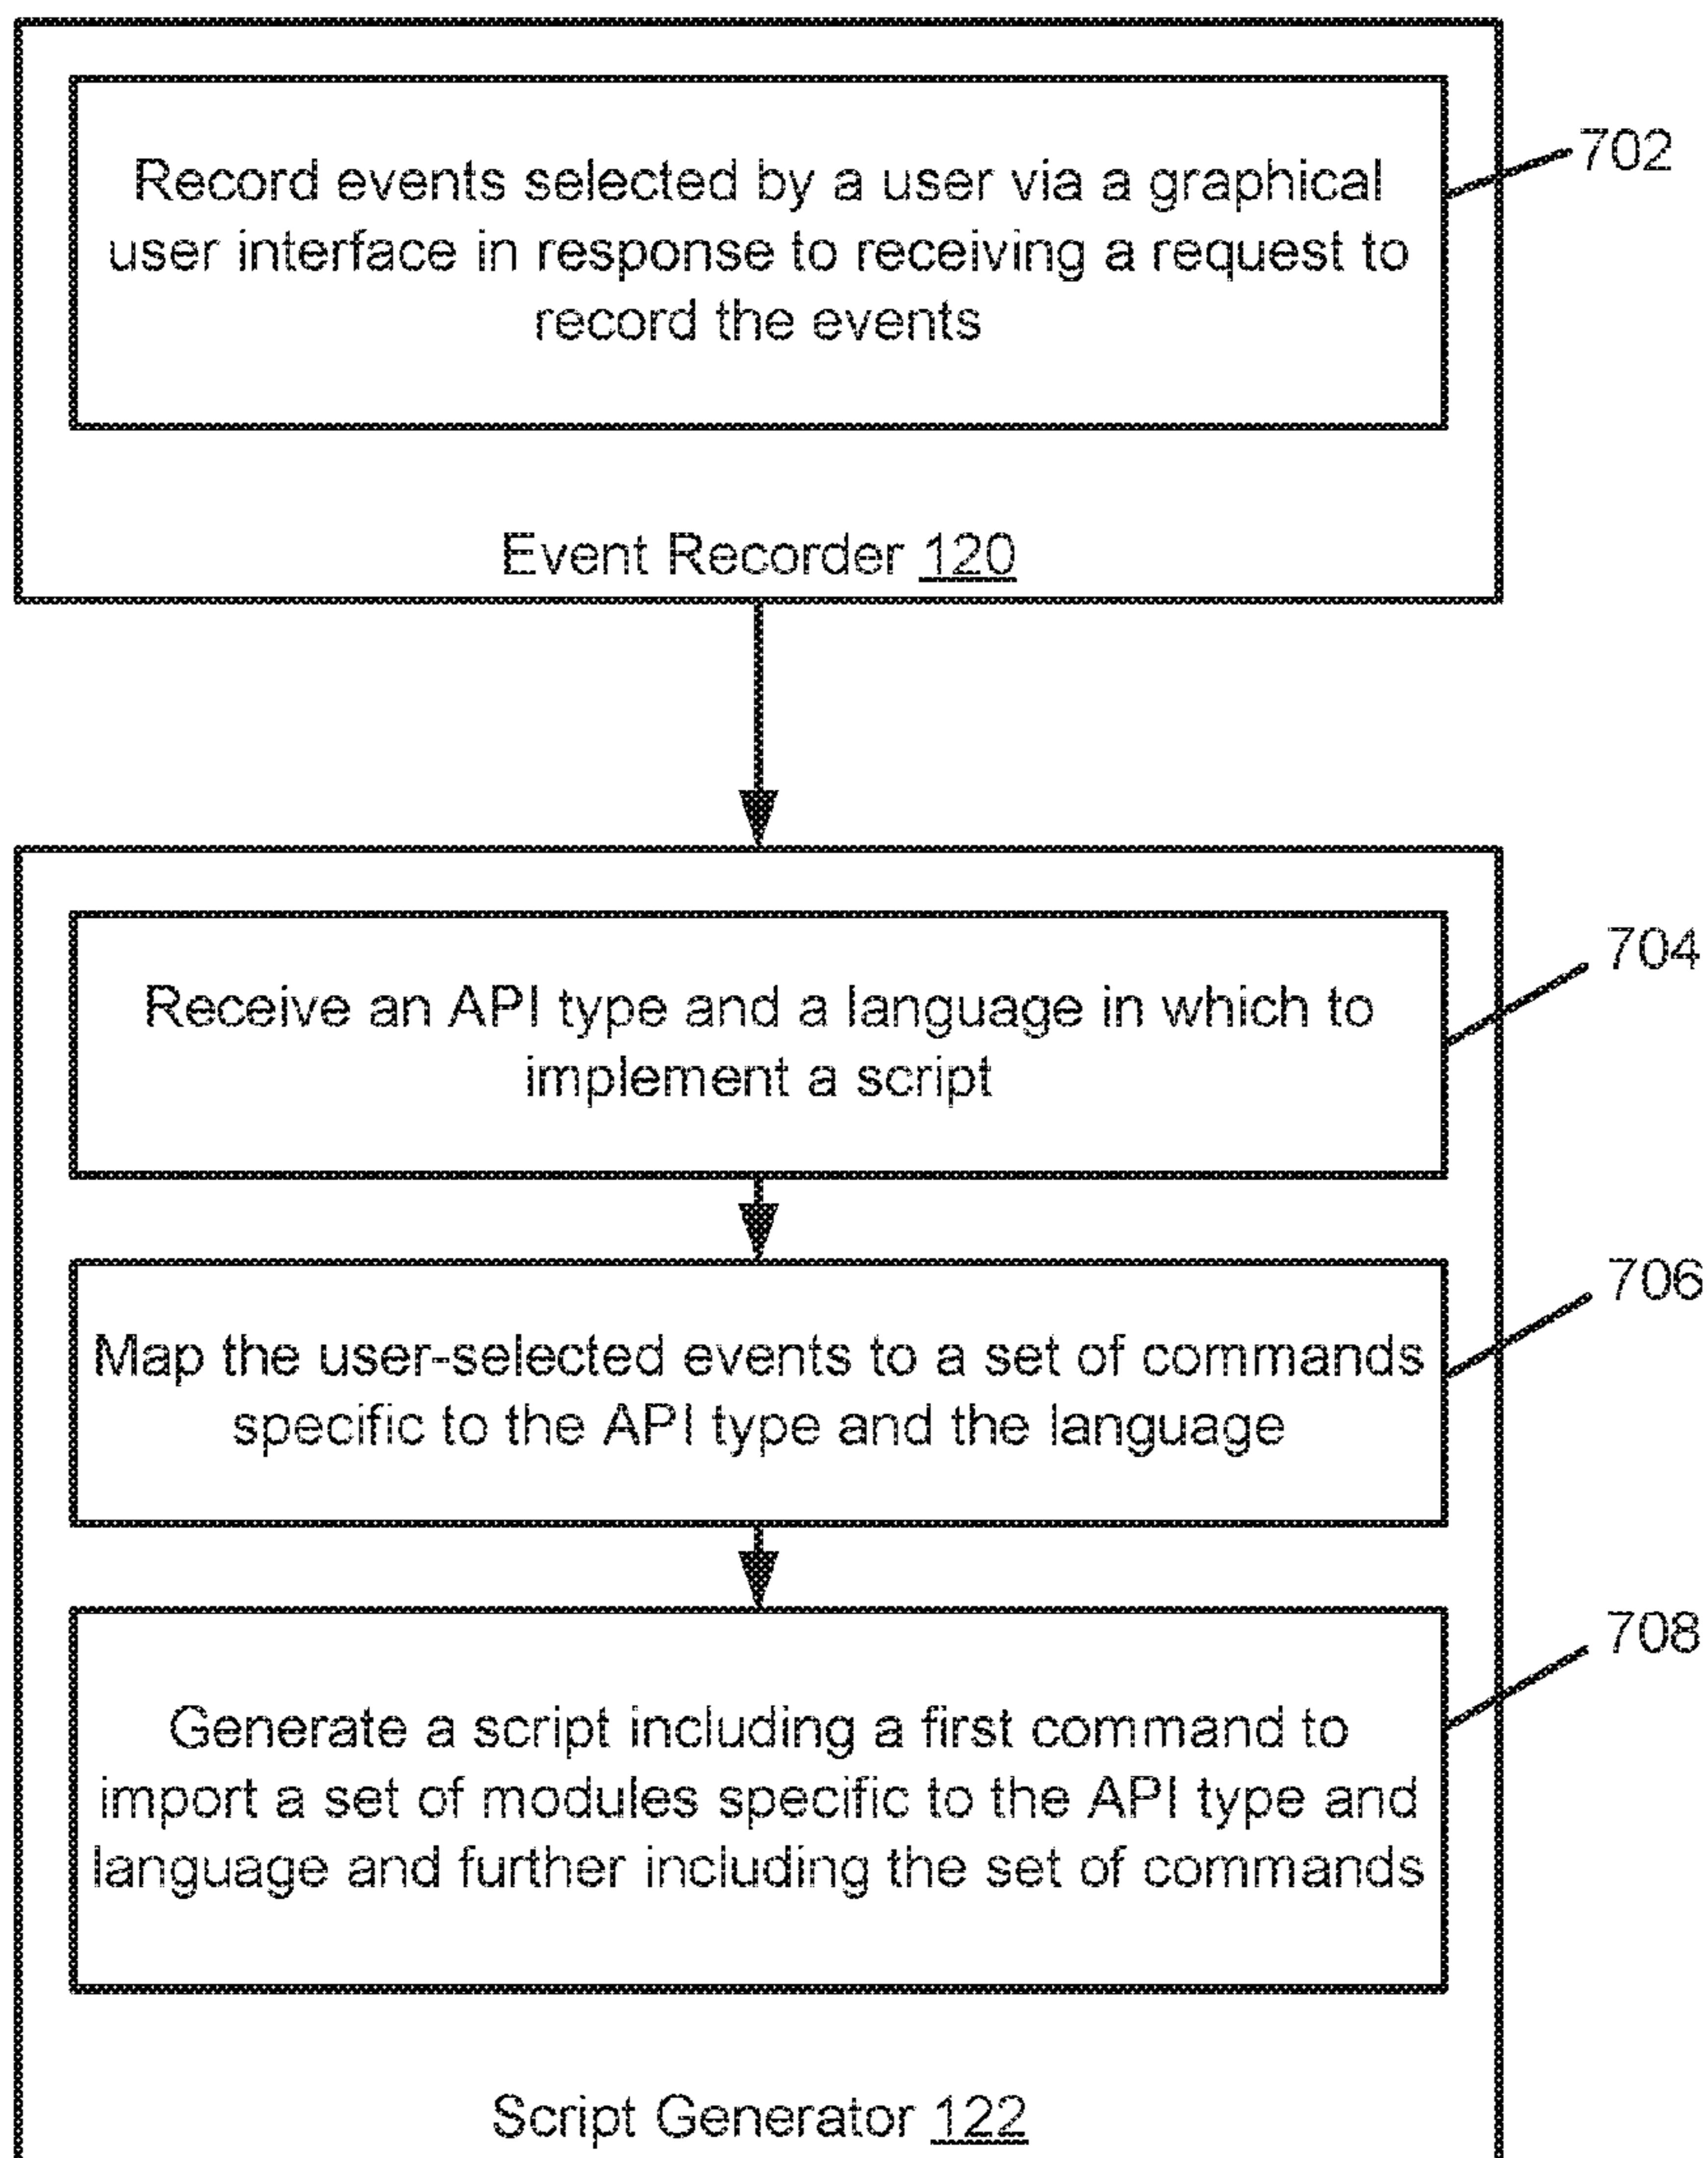 Record events selected by a user via a graphical
user interface in response to receiving a request to
record the events
702
Event Recorder 120
Receive an API type and a language in which to
implement a script
704
Map the user-selected events to a set of commands
specific to the API type and the language
706
Generate a script including a first command to
import a set of modules specific to the API type and
language and further including the set of commands
708
Script Generator 122